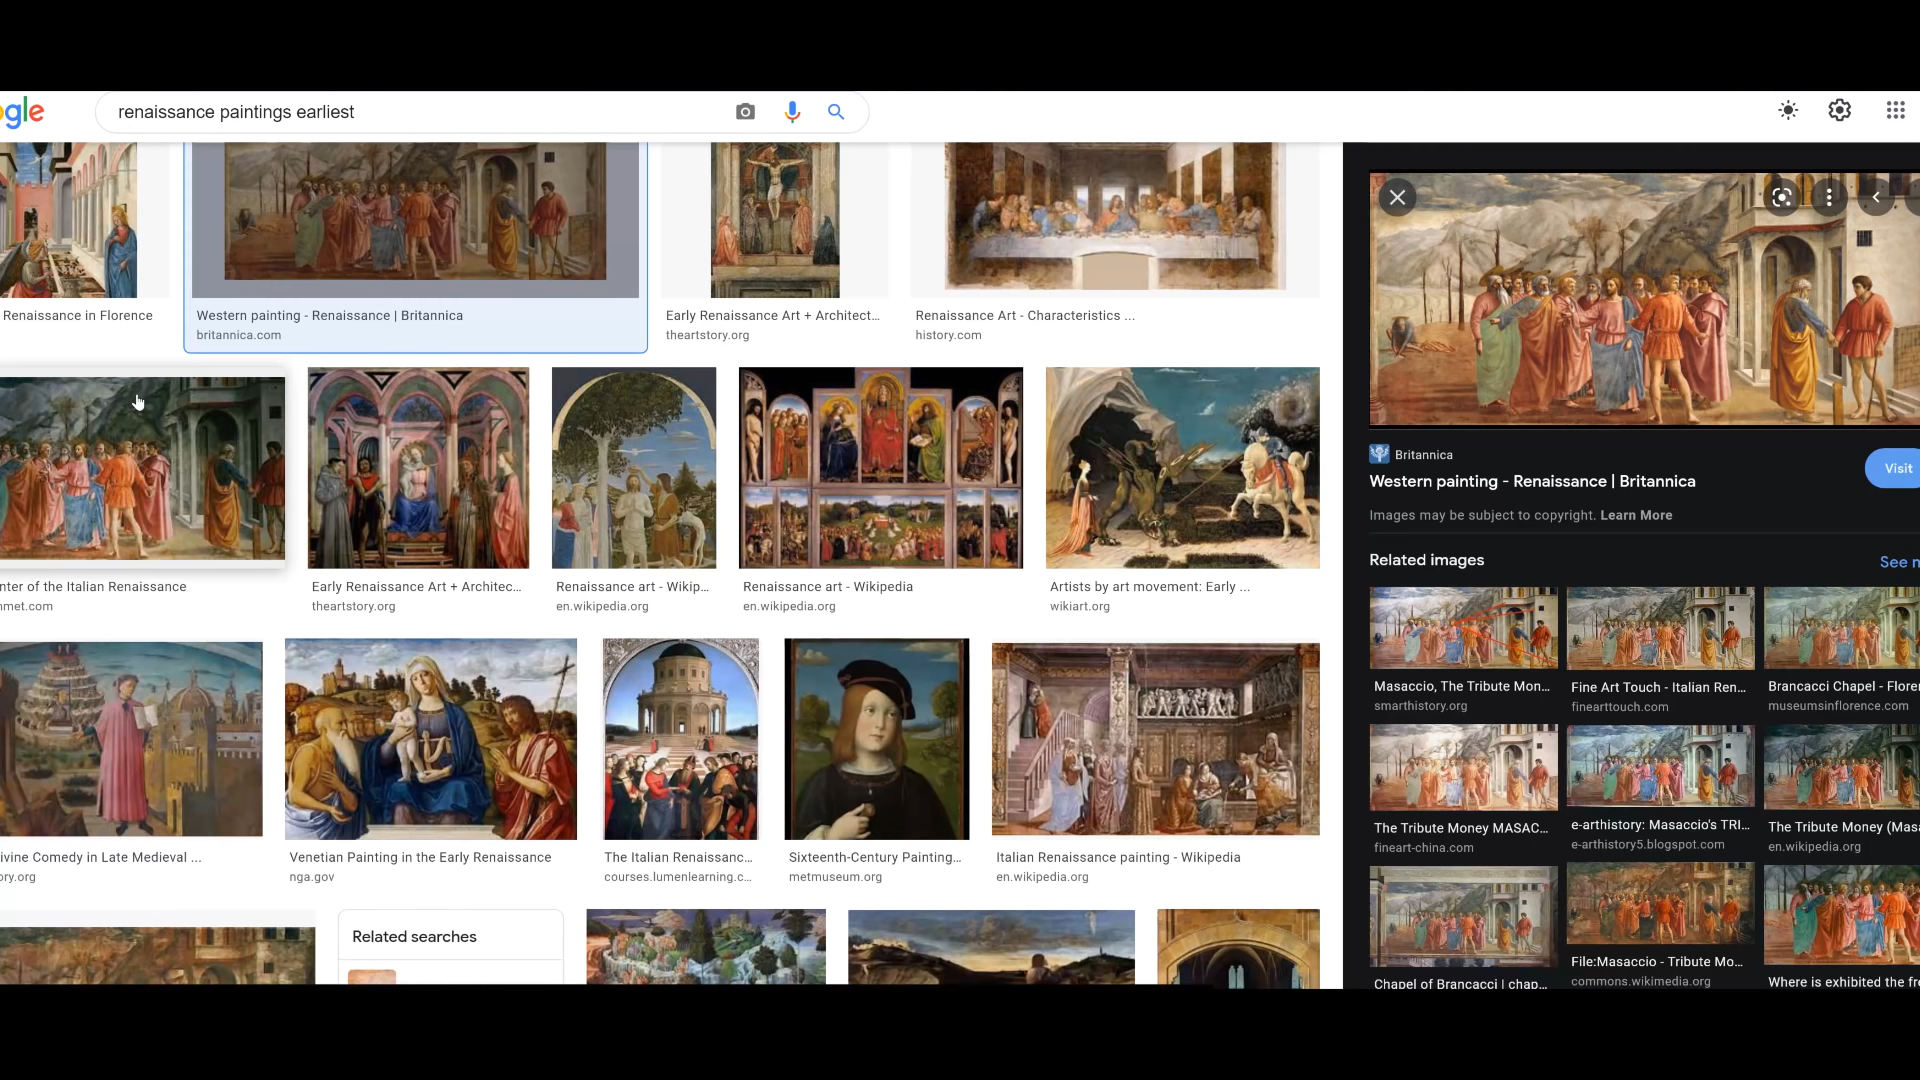 ogle
renaissance paintings earliest
Renaissance in Florence
Western painting - Renaissance | Britannica
britannica.com
Early Renaissance Art + Architect...
theartstory.org
Renaissance Art - Characteristics ...
history.com
nter of the Italian Renaissance
nmet.com
Early Renaissance Art + Architec...
theartstory.org
Renaissance art - Wikip...
en.wikipedia.org
Renaissance art - Wikipedia
en.wikipedia.org
Artists by art movement: Early ...
wikiart.org
ivine Comedy in Late Medieval ...
ory.org
Venetian Painting in the Early Renaissance
nga.gov
The Italian Renaissanc...
courses.lumenlearning.c...
Sixteenth-Century Painting...
metmuseum.org
Italian Renaissance painting - Wikipedia
en.wikipedia.org
Related searches
Britannica
Visit
Western painting - Renaissance | Britannica
Images may be subject to copyright. Learn More
Related images
See m
Masaccio, The Tribute Mon...
smarthistory.org
Fine Art Touch - Italian Ren...
finearttouch.com
Brancacci Chapel - Floren
museumsinflorence.com
The Tribute Money MASAC...
fineart-china.com
e-arthistory: Masaccio's TRI...
e-arthistory5.blogspot.com
The Tribute Money (Masa
en.wikipedia.org
Chapel of Brancacci | chap...
File:Masaccio - Tribute Mo...
commons.wikimedia.org
Where is exhibited the fre